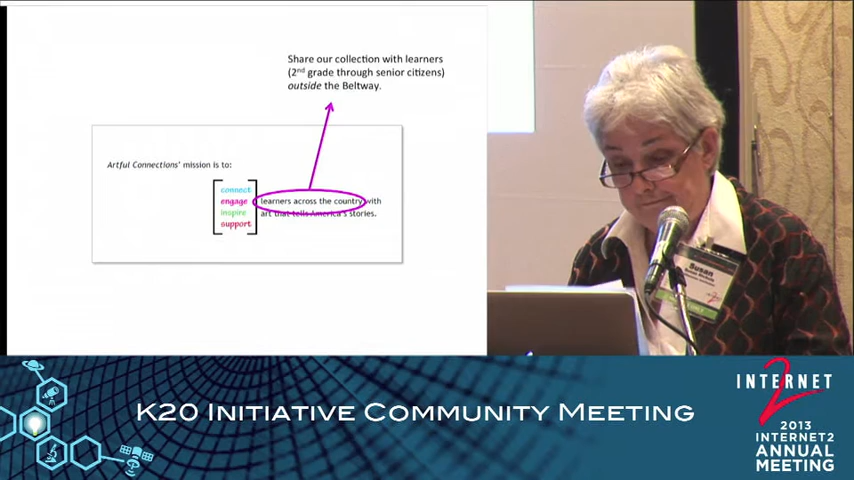 Share our collection with learners
(2nd grade through senior citizens)
outside the Beltway.
Artful Connections' mission is to:
connect
engage
inspire
support
learners across the country with
art that tells America's stories.
Susan
K20 Initiative Community Meeting
INTERNET
2
2013
INTERNET2
ANNUAL
MEETING